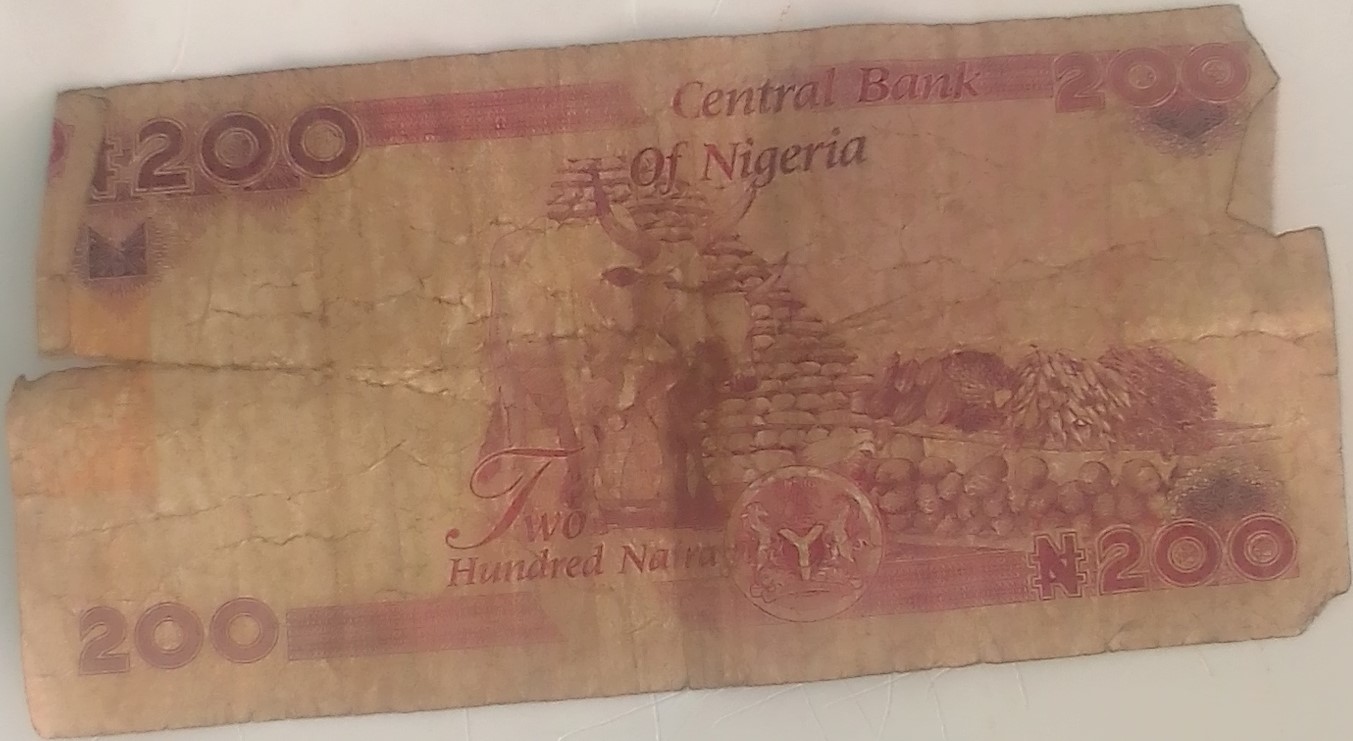 ₦200
Central Bank
Of Nigeria
200
Two
Hundred Naira
₦200
200